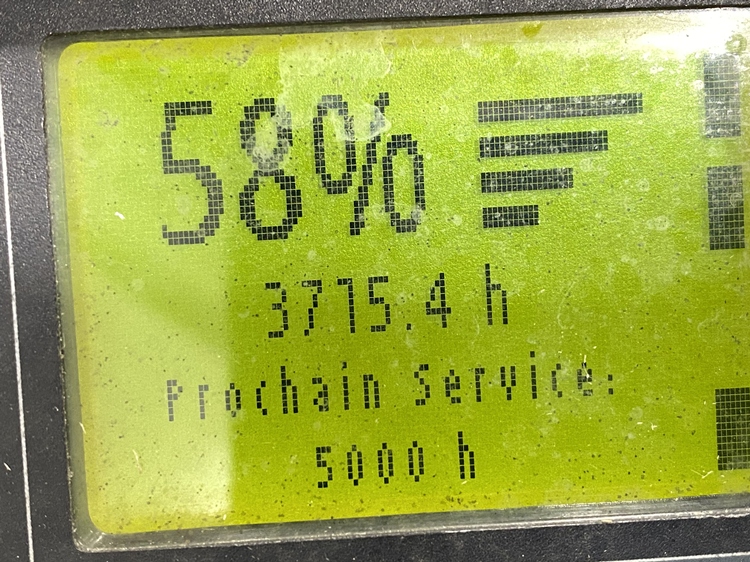 58%
3715.4 h
Prochain Service:
5000 h